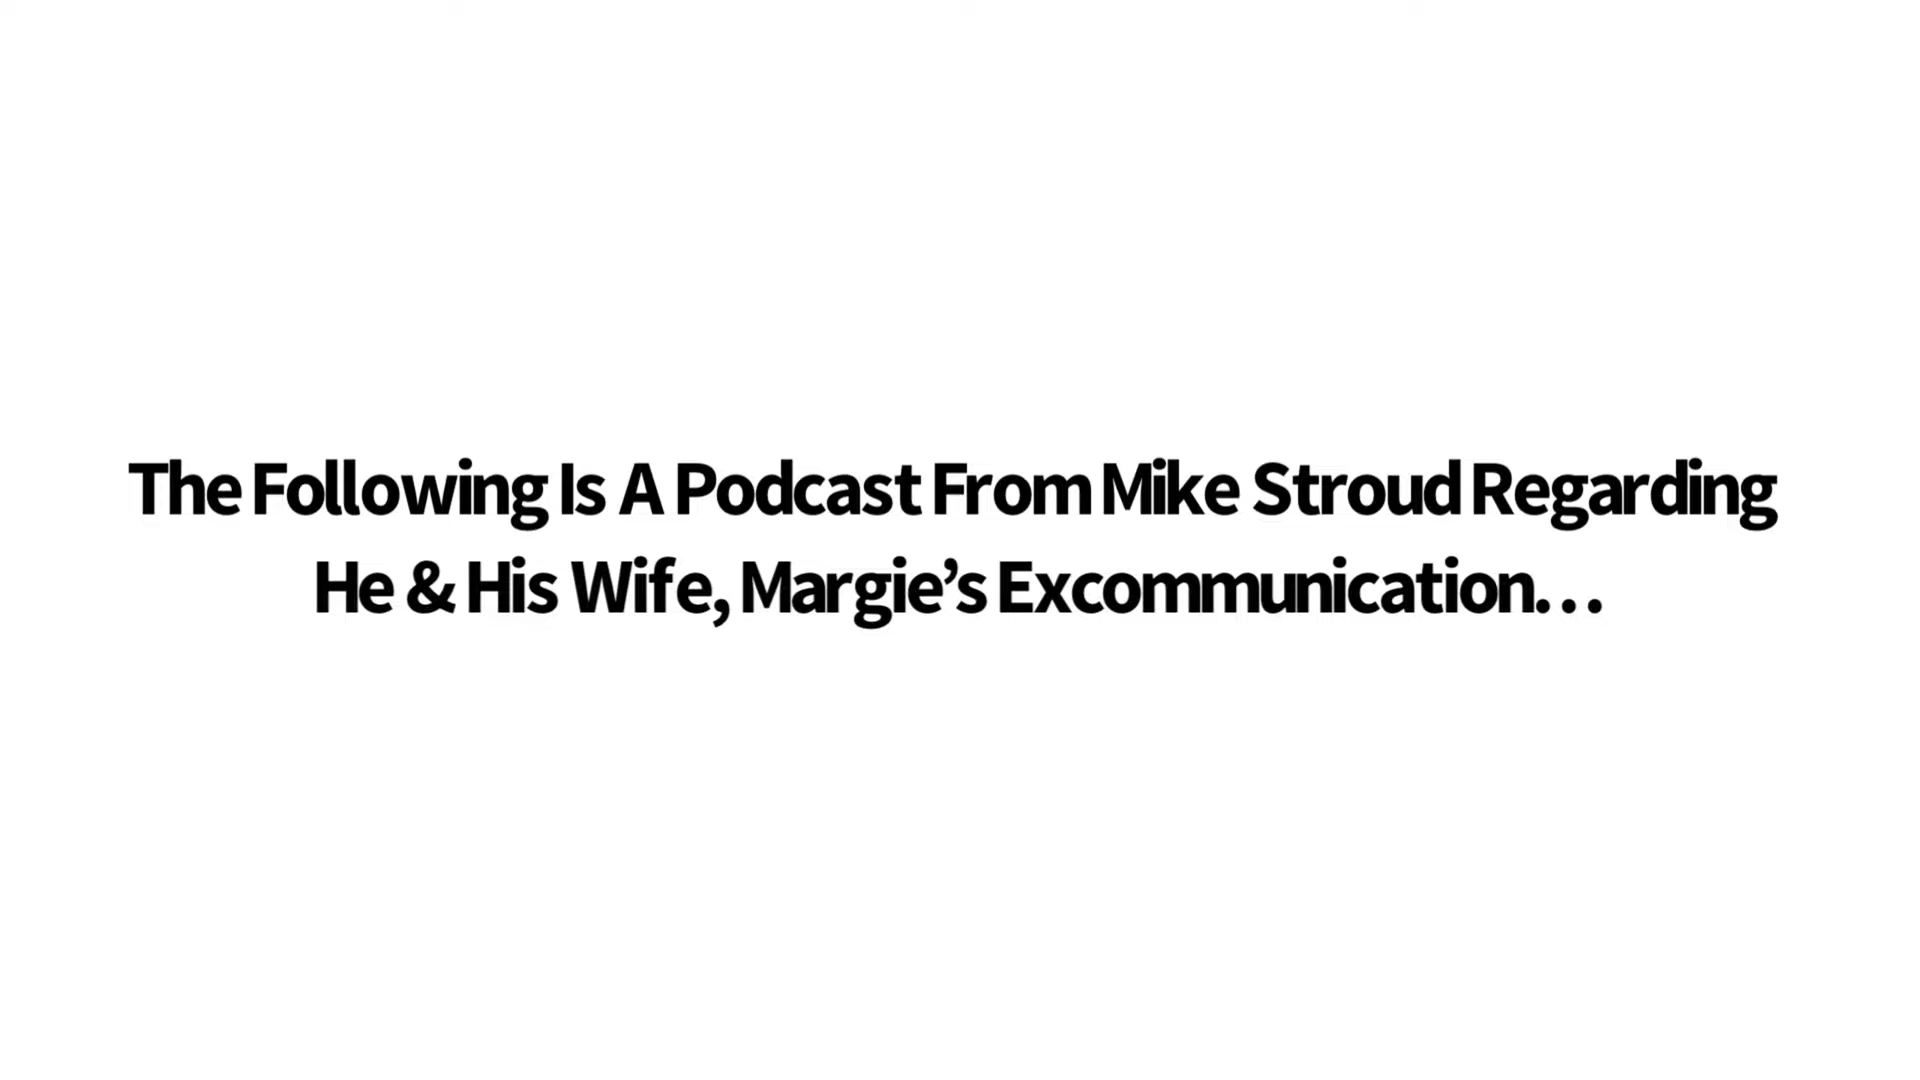 The Following Is A Podcast From Mike Stroud Regarding
He & His Wife, Margie’s Excommunication…